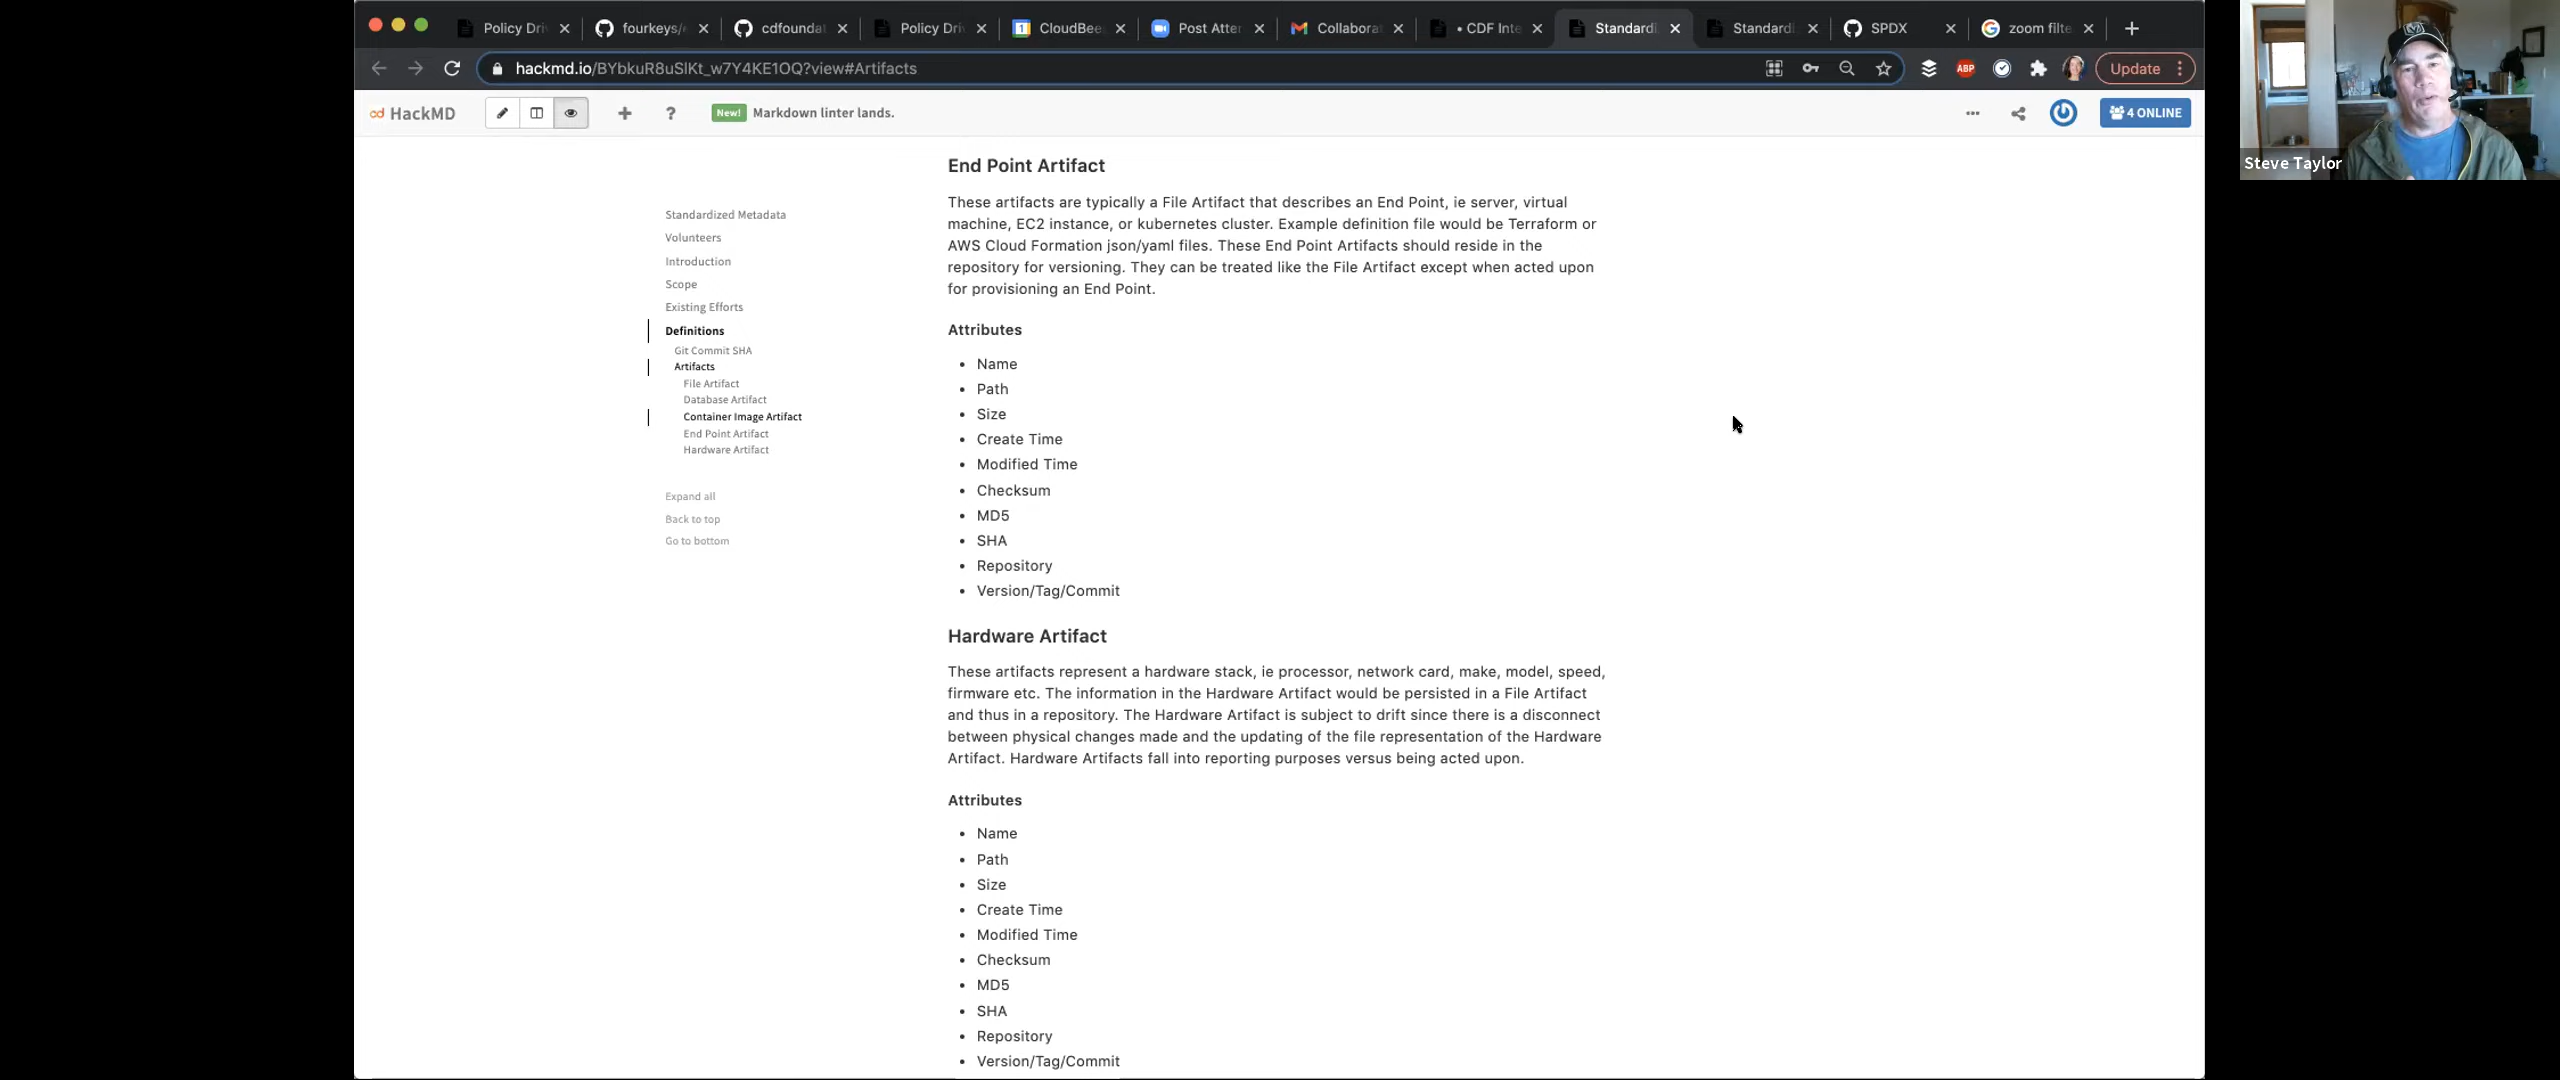 Policy Dri
fourkeys/
cdfounda
Policy Dri
CloudBee
Post Atter
Collabora
• CDF Inte
Standardi
Standardi
SPDX
zoom filte
hackmd.io/BYbkuR8uSlKt_w7Y4KE1OQ?view#Artifacts
ABP
Update
HackMD
New! Markdown linter lands.
4 ONLINE
Steve Taylor
Standardized Metadata
Volunteers
Introduction
Scope
Existing Efforts
Definitions
Git Commit SHA
Artifacts
File Artifact
Database Artifact
Container Image Artifact
End Point Artifact
Hardware Artifact
Expand all
Back to top
Go to bottom
End Point Artifact
These artifacts are typically a File Artifact that describes an End Point, ie server, virtual
machine, EC2 instance, or kubernetes cluster. Example definition file would be Terraform or
AWS Cloud Formation json/yaml files. These End Point Artifacts should reside in the
repository for versioning. They can be treated like the File Artifact except when acted upon
for provisioning an End Point.
Attributes
• Name
• Path
• Size
• Create Time
• Modified Time
• Checksum
• MD5
• SHA
• Repository
• Version/Tag/Commit
Hardware Artifact
These artifacts represent a hardware stack, ie processor, network card, make, model, speed,
firmware etc. The information in the Hardware Artifact would be persisted in a File Artifact
and thus in a repository. The Hardware Artifact is subject to drift since there is a disconnect
between physical changes made and the updating of the file representation of the Hardware
Artifact. Hardware Artifacts fall into reporting purposes versus being acted upon.
Attributes
• Name
• Path
• Size
• Create Time
• Modified Time
• Checksum
• MD5
• SHA
• Repository
• Version/Tag/Commit